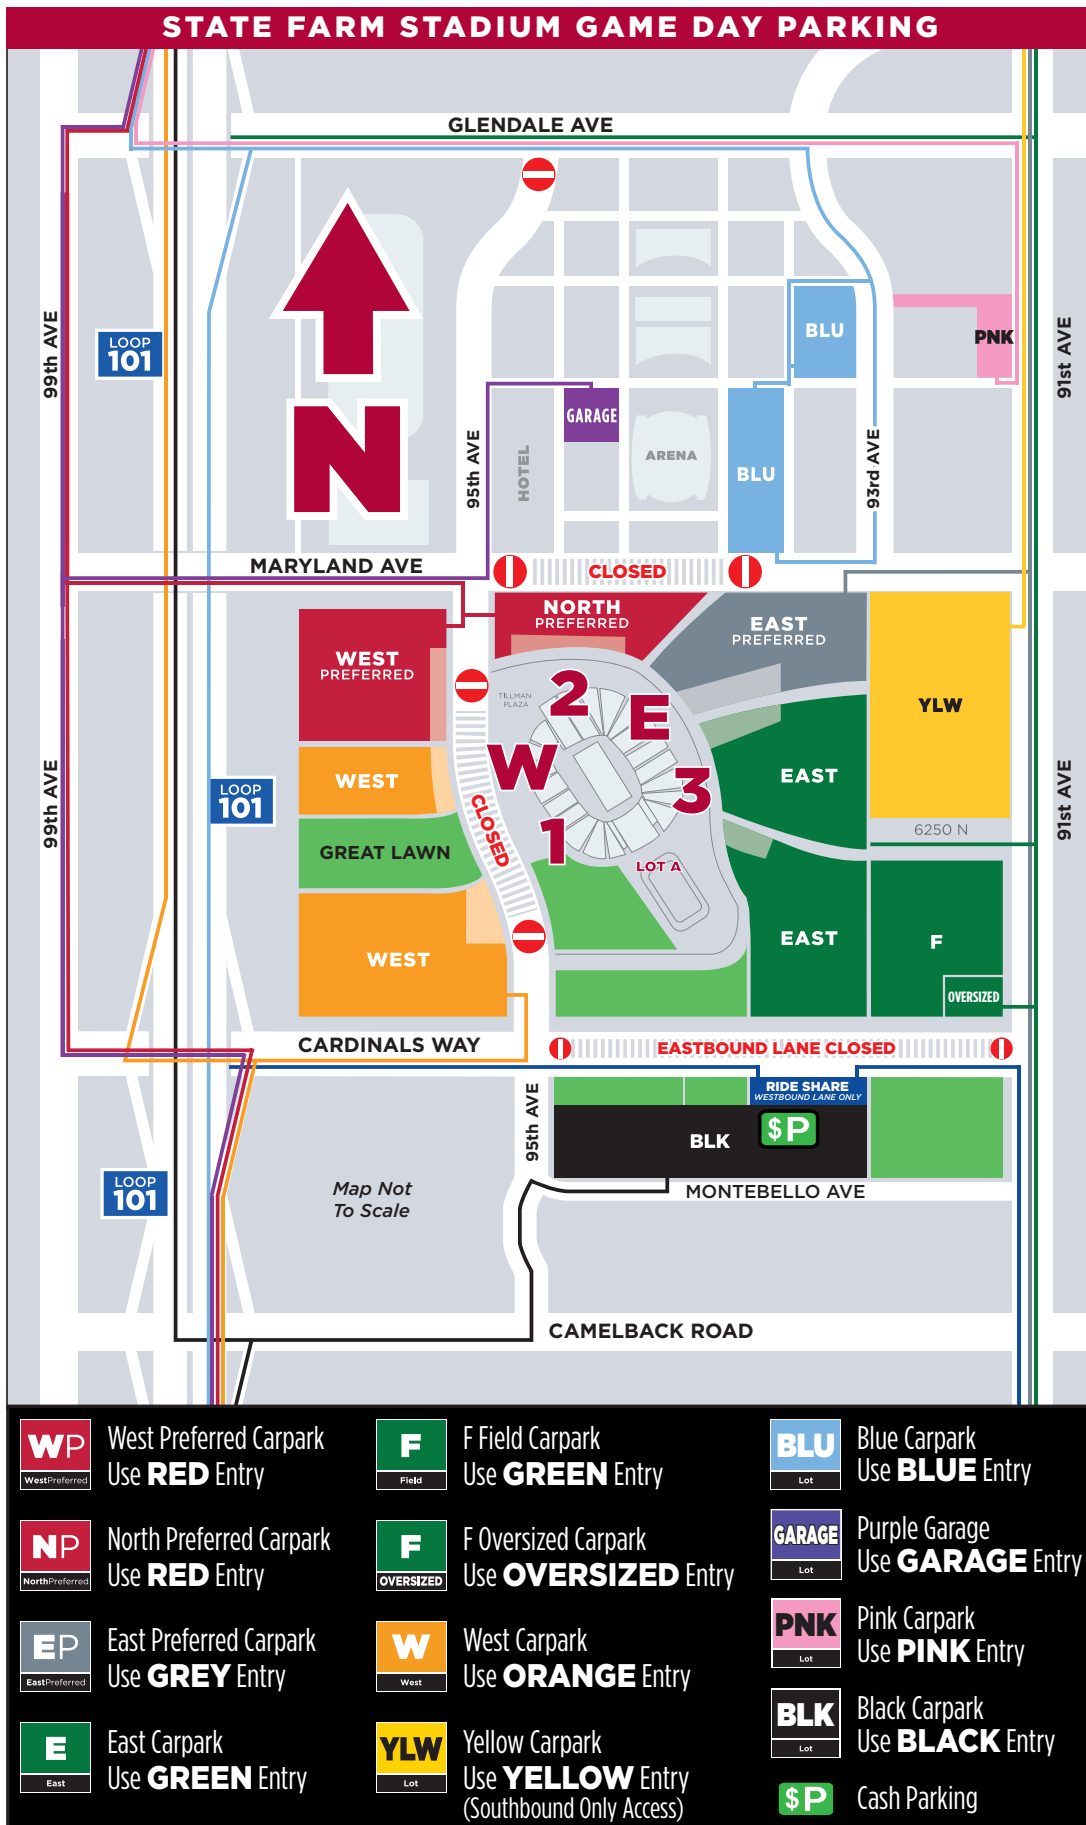 STATE FARM STADIUM GAME DAY PARKING
GLENDALE AVE
99th AVE
LOOP
101
N
BLU
PNK
91st AVE
GARAGE
95th AVE
HOTEL
ARENA
BLU
93rd AVE
MARYLAND AVE
CLOSED
NORTH
PREFERRED
EAST
PREFERRED
WEST
PREFERRED
TILLMAN
PLAZA
2
E
YLW
W
3
1
WEST
EAST
99th AVE
LOOP
101
CLOSED
91st AVE
6250 N
GREAT LAWN
LOT A
WEST
EAST
F
OVERSIZED
CARDINALS WAY
EASTBOUND LANE CLOSED
RIDE SHARE
WESTBOUND LANE ONLY
95th AVE
BLK
$P
LOOP
101
Map Not
To Scale
MONTEBELLO AVE
CAMELBACK ROAD
WP
WestPreferred
West Preferred Carpark
Use RED Entry
NP
NorthPreferred
North Preferred Carpark
Use RED Entry
EP
EastPreferred
East Preferred Carpark
Use GREY Entry
E
East
East Carpark
Use GREEN Entry
F
Field
F Field Carpark
Use GREEN Entry
F
OVERSIZED
F Oversized Carpark
Use OVERSIZED Entry
W
West
West Carpark
Use ORANGE Entry
YLW
Lot
Yellow Carpark
Use YELLOW Entry
(Southbound Only Access)
BLU
Lot
Blue Carpark
Use BLUE Entry
GARAGE
Lot
Purple Garage
Use GARAGE Entry
PNK
Lot
Pink Carpark
Use PINK Entry
BLK
Lot
Black Carpark
Use BLACK Entry
$P
Cash Parking